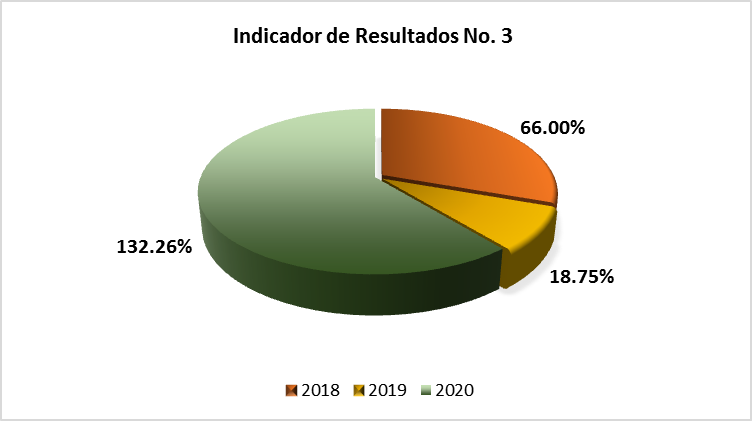 Indicador de Resultados No. 3
66.00%
132.26%
18.75%
2018 2019 2020